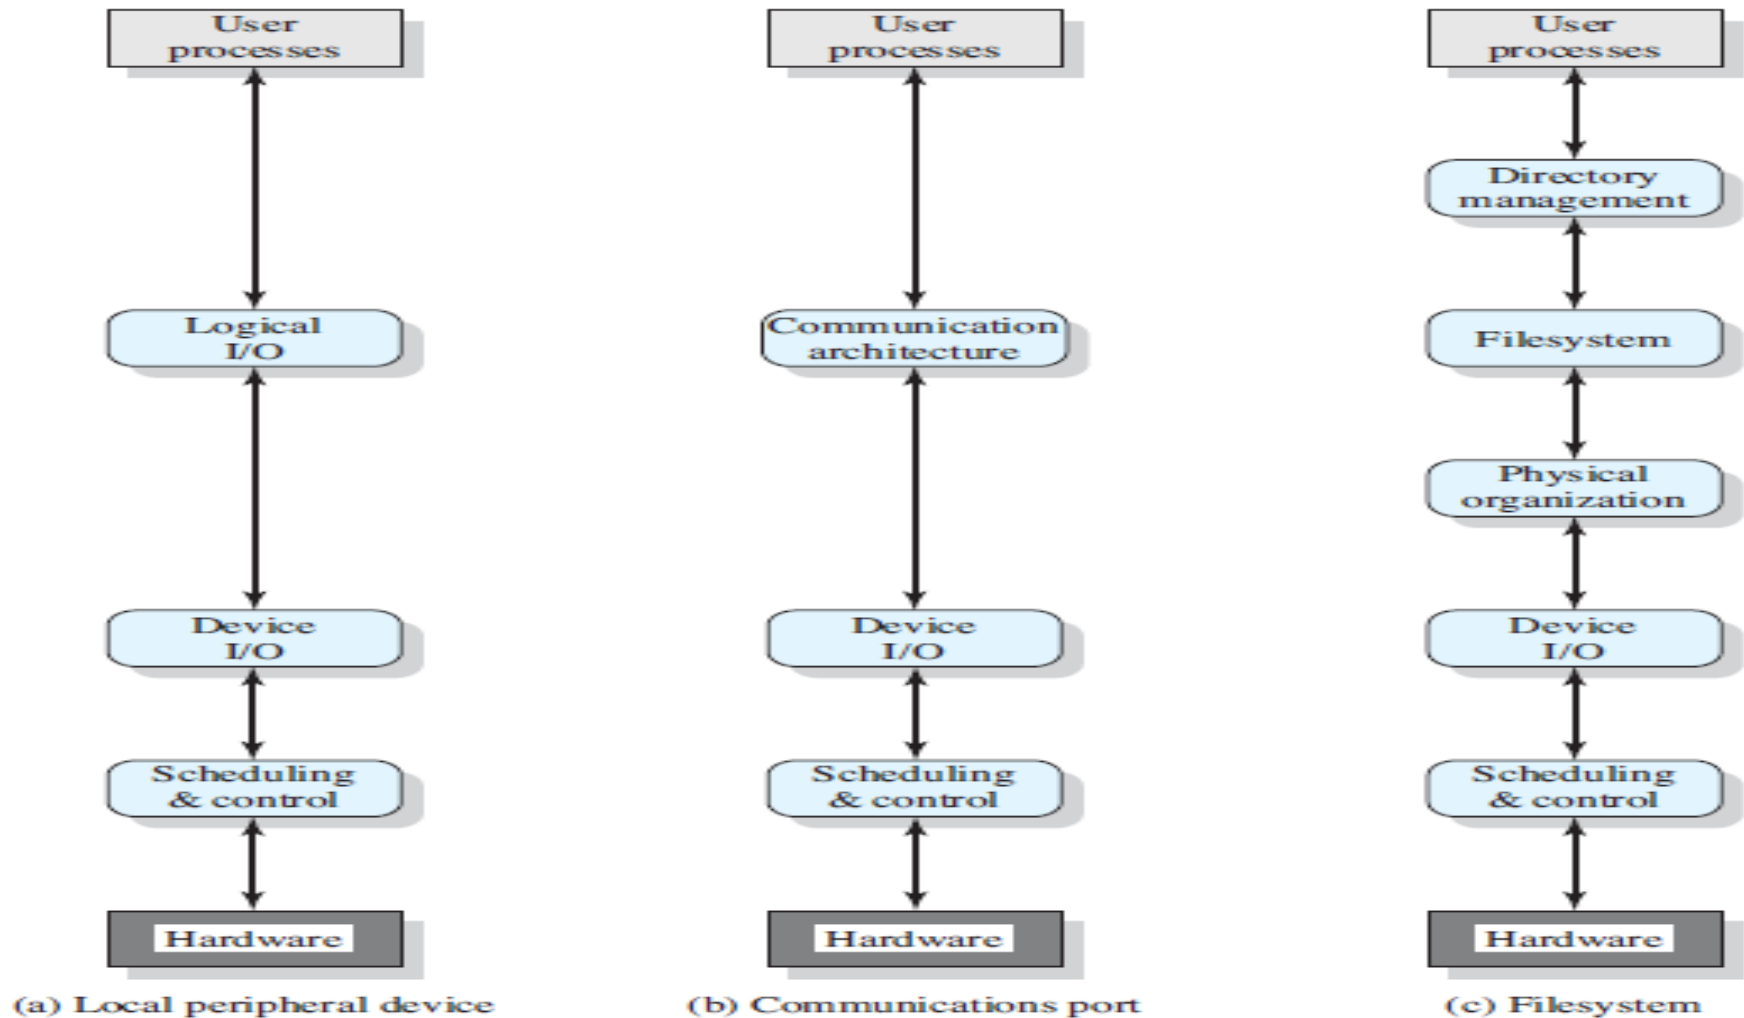 User
processes
Logical
I/O
Device
I/O
Scheduling
& control
Hardware
(a) Local peripheral device
User
processes
Communication
architecture
Device
I/O
Scheduling
& control
Hardware
(b) Communications port
User
processes
Directory
management
Filesystem
Physical
organization
Device
I/O
Scheduling
& control
Hardware
(c) Filesystem